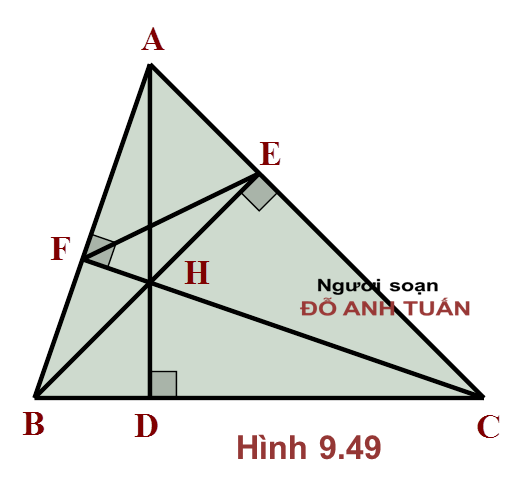 A
E
F
H
Người soạn
ĐỖ ANH TUẤN
B
D
C
Hình 9.49